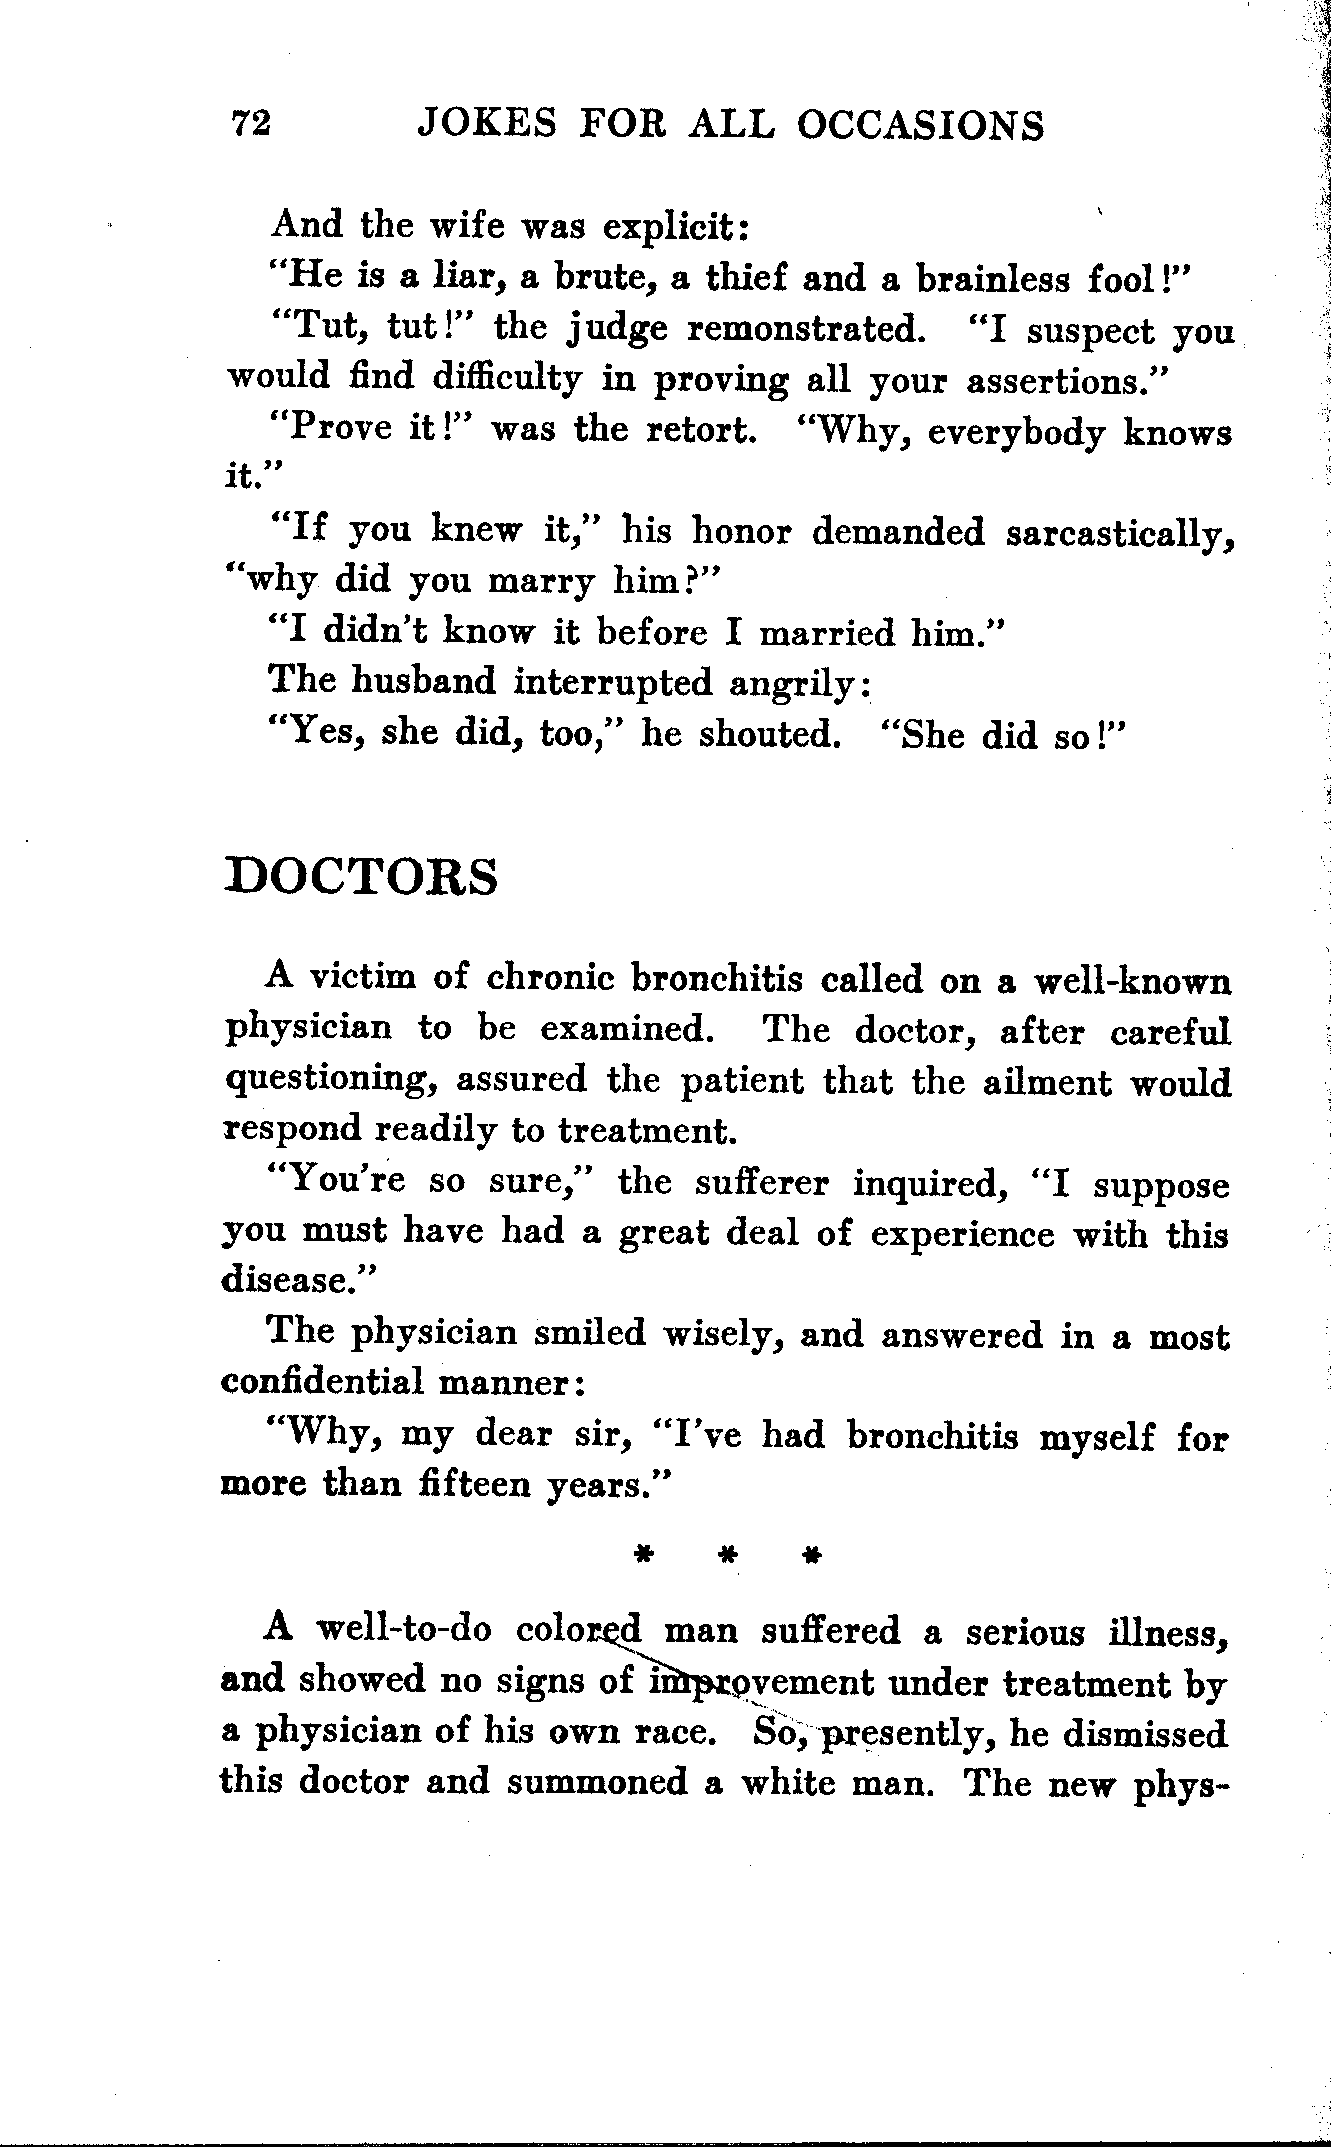 72 JOKES FOR ALL OCCASIONS
And the wife was explicit:
"He is a liar, a brute, a thief and a brainless fool!"
"Tut, tut!" the judge remonstrated. "I suspect you
would find difficulty in proving all your assertions."
"Prove it!" was the retort. "Why, everybody knows
it."
"If you knew it," his honor demanded sarcastically,
"why did you marry him?"
"I didn't know it before I married him."
The husband interrupted angrily:
"Yes, she did, too," he shouted. "She did so!"
DOCTORS
A victim of chronic bronchitis called on a well-known
physician to be examined. The doctor, after careful
questioning, assured the patient that the ailment would
respond readily to treatment.
"You're so sure," the sufferer inquired, "I suppose
you must have had a great deal of experience with this
disease."
The physician smiled wisely, and answered in a most
confidential manner:
"Why, my dear sir, "I've had bronchitis myself for
more than fifteen years."
* * *
A well-to-do colored man suffered a serious illness,
and showed no signs of improvement under treatment by
a physician of his own race. So, presently, he dismissed
this doctor and summoned a white man. The new phys-